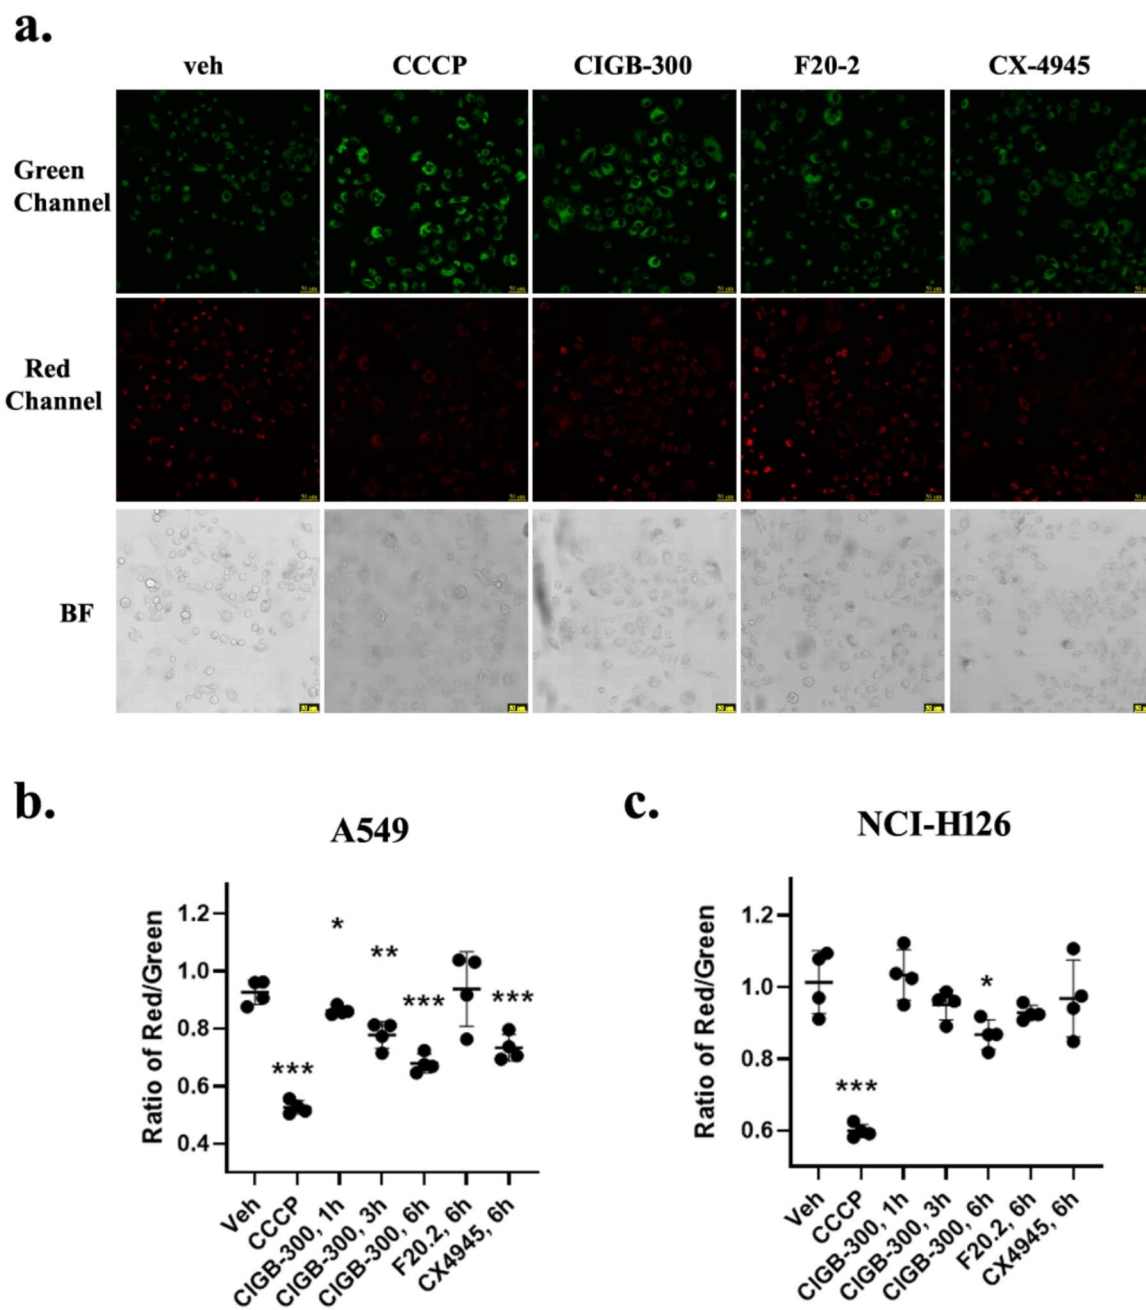 a.
veh CCCP CIGB-300 F20-2 CX-4945
Green
Channel
Red
Channel
BF
b.
A549
Ratio of Red/Green
1.2
1.0
0.8
0.6
0.4
*
**
***
***
***
Veh
CCCP
CIGB-300, 1h
CIGB-300, 3h
CIGB-300, 6h
F20.2, 6h
CX4945, 6h
c.
NCI-H126
Ratio of Red/Green
1.2
1.0
0.8
0.6
*
***
Veh
CCCP
CIGB-300, 1h
CIGB-300, 3h
CIGB-300, 6h
F20.2, 6h
CX4945, 6h